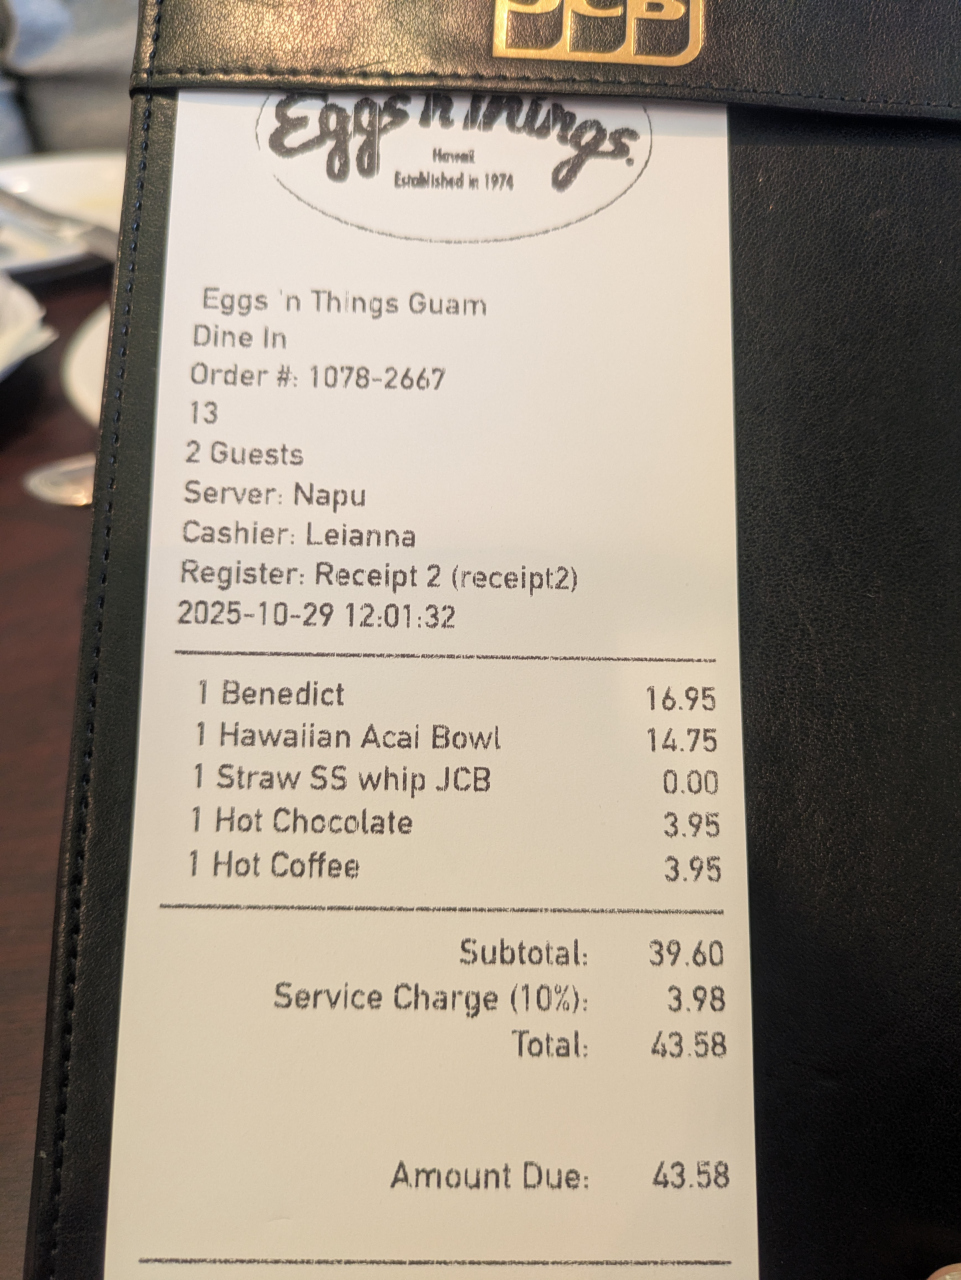 JCB
Eggs 'n Things.
Hawaii
Established in 1974
Eggs 'n Things Guam
Dine In
Order #: 1078-2667
13
2 Guests
Server: Napu
Cashier: Leianna
Register: Receipt 2 (receipt2)
2025-10-29 12:01:32
1 Benedict 16.95
1 Hawaiian Acai Bowl 14.75
1 Straw SS whip JCB 0.00
1 Hot Chocolate 3.95
1 Hot Coffee 3.95
Subtotal: 39.60
Service Charge (10%): 3.98
Total: 43.58
Amount Due: 43.58